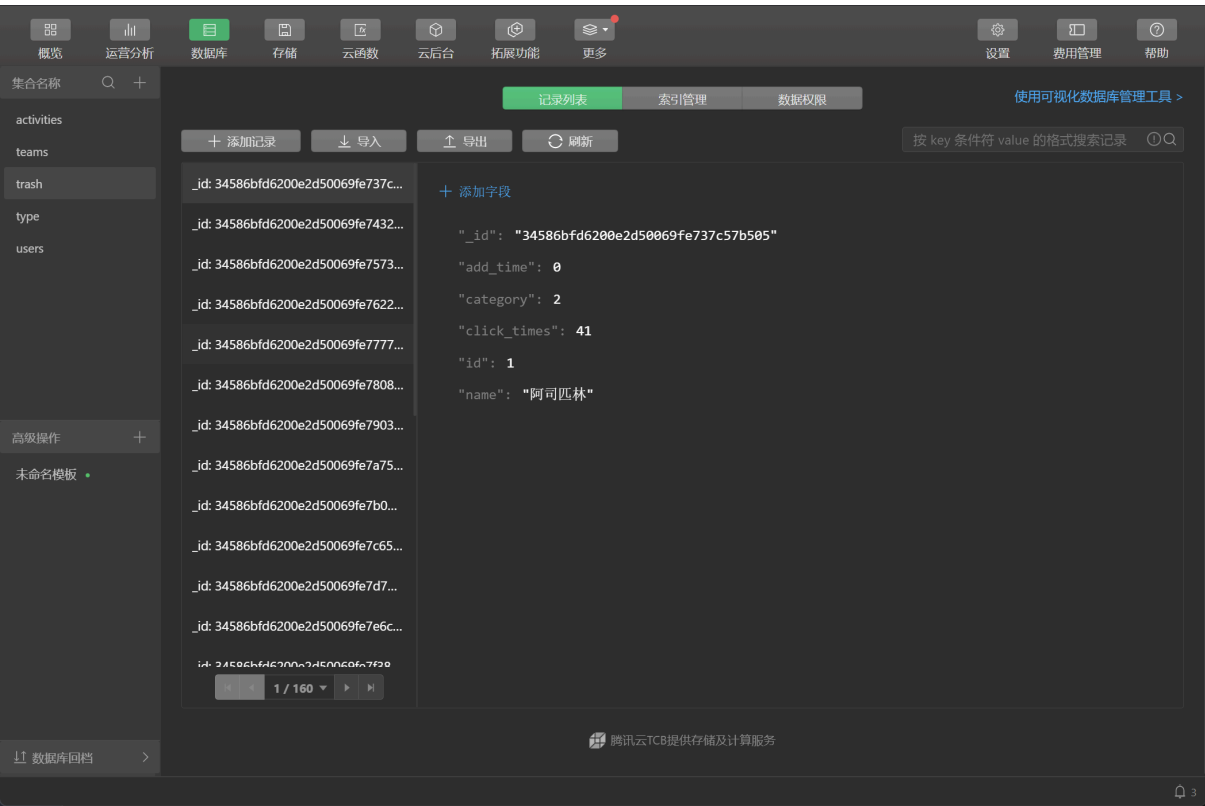 概览 运营分析 数据库 存储 云函数 云后台 拓展功能 更多 设置 费用管理 帮助
集合名称
activities
teams
trash
type
users
高级操作
未命名模板
数据库回档
记录列表 索引管理 数据权限
使用可视化数据库管理工具 >
添加记录 导入 导出 刷新
按 key 条件符 value 的格式搜索记录
_id: 34586bfd6200e2d50069fe737c...
_id: 34586bfd6200e2d50069fe7432...
_id: 34586bfd6200e2d50069fe7573...
_id: 34586bfd6200e2d50069fe7622...
_id: 34586bfd6200e2d50069fe7777...
_id: 34586bfd6200e2d50069fe7808...
_id: 34586bfd6200e2d50069fe7903...
_id: 34586bfd6200e2d50069fe7a75...
_id: 34586bfd6200e2d50069fe7b0...
_id: 34586bfd6200e2d50069fe7c65...
_id: 34586bfd6200e2d50069fe7d7...
_id: 34586bfd6200e2d50069fe7e6c...
_id: 34586bfd6200e2d50069fe7f38
1 / 160
添加字段
"_id": "34586bfd6200e2d50069fe737c57b505"
"add_time": 0
"category": 2
"click_times": 41
"id": 1
"name": "阿司匹林"
腾讯云TCB提供存储及计算服务
3